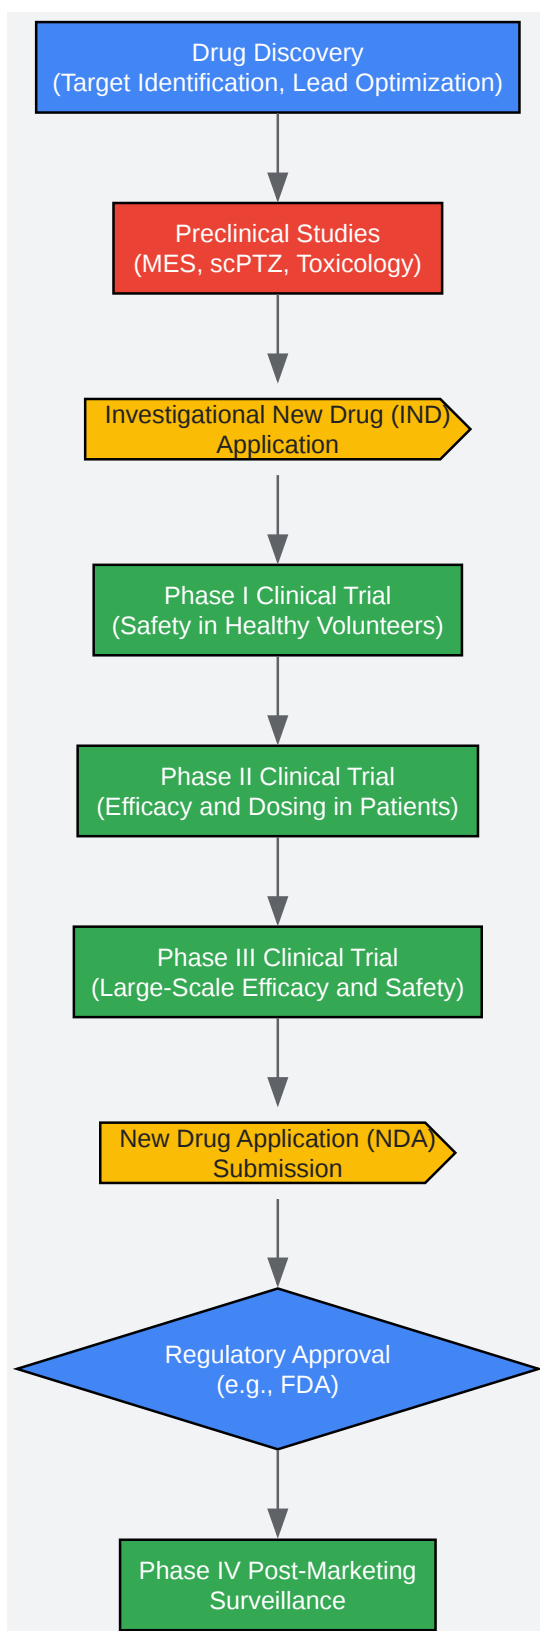 Drug Discovery
(Target Identification, Lead Optimization)
Preclinical Studies
(MES, scPTZ, Toxicology)
Investigational New Drug (IND)
Application
Phase I Clinical Trial
(Safety in Healthy Volunteers)
Phase II Clinical Trial
(Efficacy and Dosing in Patients)
Phase III Clinical Trial
(Large-Scale Efficacy and Safety)
New Drug Application (NDA)
Submission
Regulatory Approval
(e.g., FDA)
Phase IV Post-Marketing
Surveillance